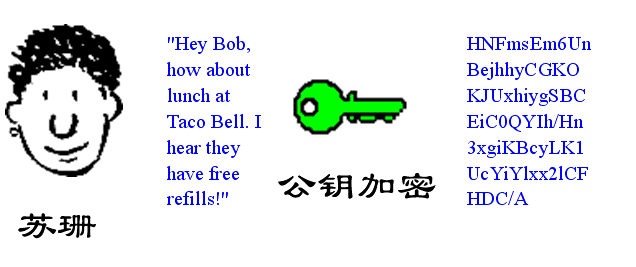 "Hey Bob,
how about
lunch at
Taco Bell. I
hear they
have free
refills!"
HNFmsEm6Un
BejhhyCGKO
KJUxhiygSBC
EiC0QYIh/Hn
3xgiKBcyLK1
UcYiYlxx2lCF
HDC/A
公钥加密
苏珊